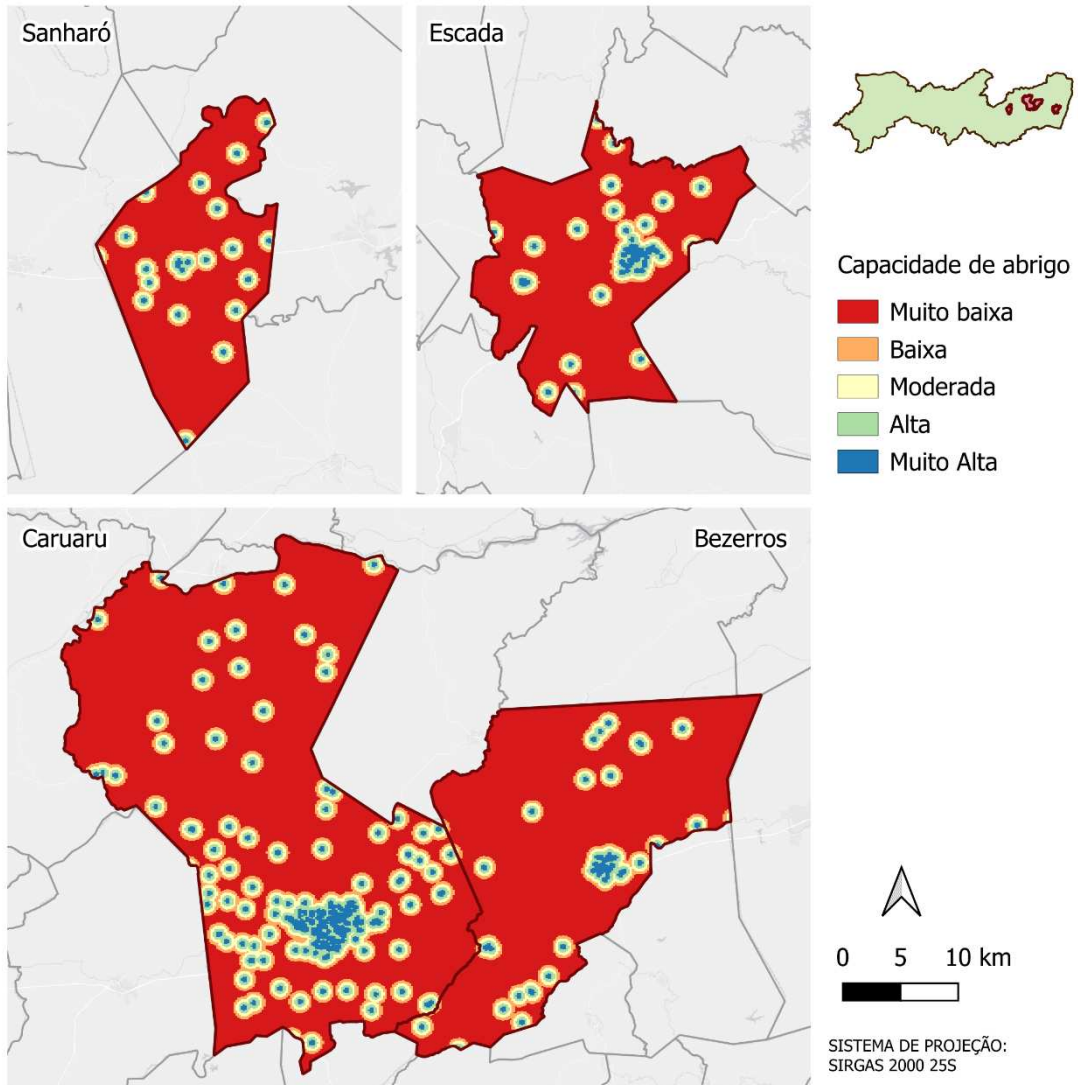 Sanharó
Escada
Capacidade de abrigo
Muito baixa
Baixa
Moderada
Alta
Muito Alta
Caruaru
Bezerros
0 5 10 km
SISTEMA DE PROJEÇÃO:
SIRGAS 2000 25S